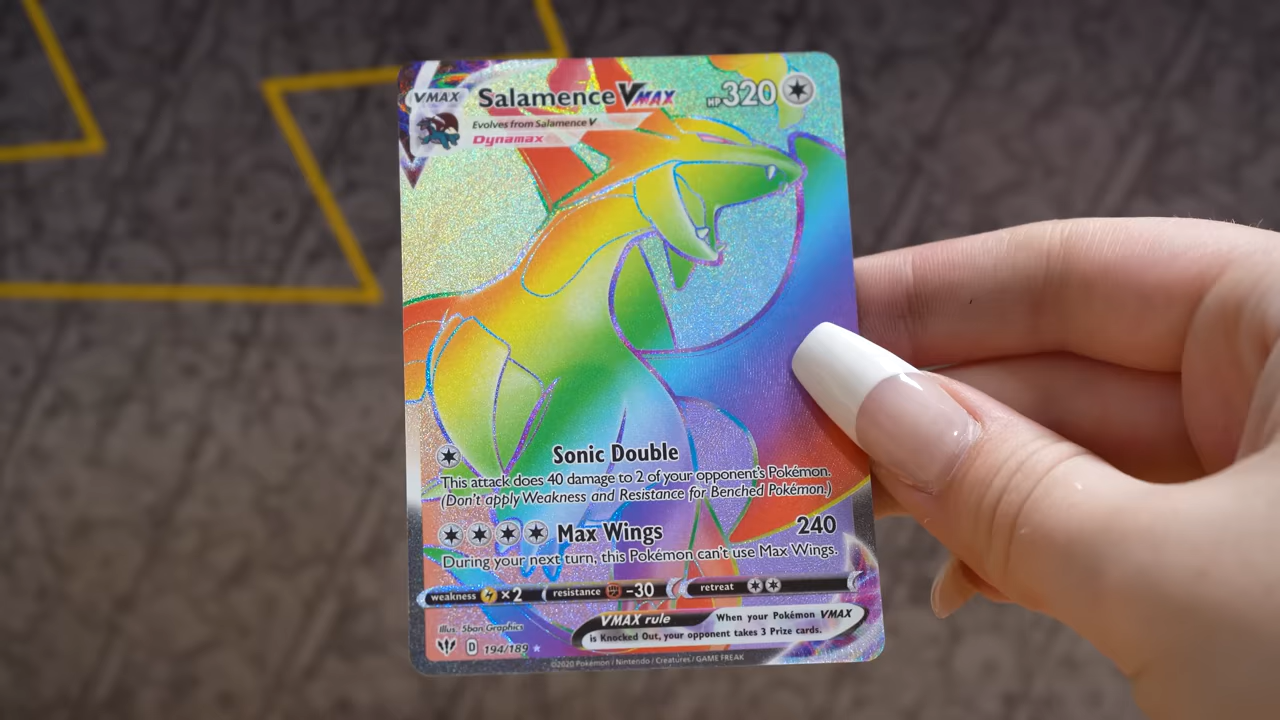 VMAX Salamence VMAX HP 320
Evolves from Salamence V
Dynamax
Sonic Double
This attack does 40 damage to 2 of your opponent's Pokémon.
(Don't apply Weakness and Resistance for Benched Pokémon.)
Max Wings 240
During your next turn, this Pokémon can't use Max Wings.
weakness ×2 resistance -30 retreat
VMAX rule When your Pokémon VMAX
is Knocked Out, your opponent takes 3 Prize cards.
Illus. 5ban Graphics
D 194/189
©2020 Pokémon / Nintendo / Creatures / GAME FREAK